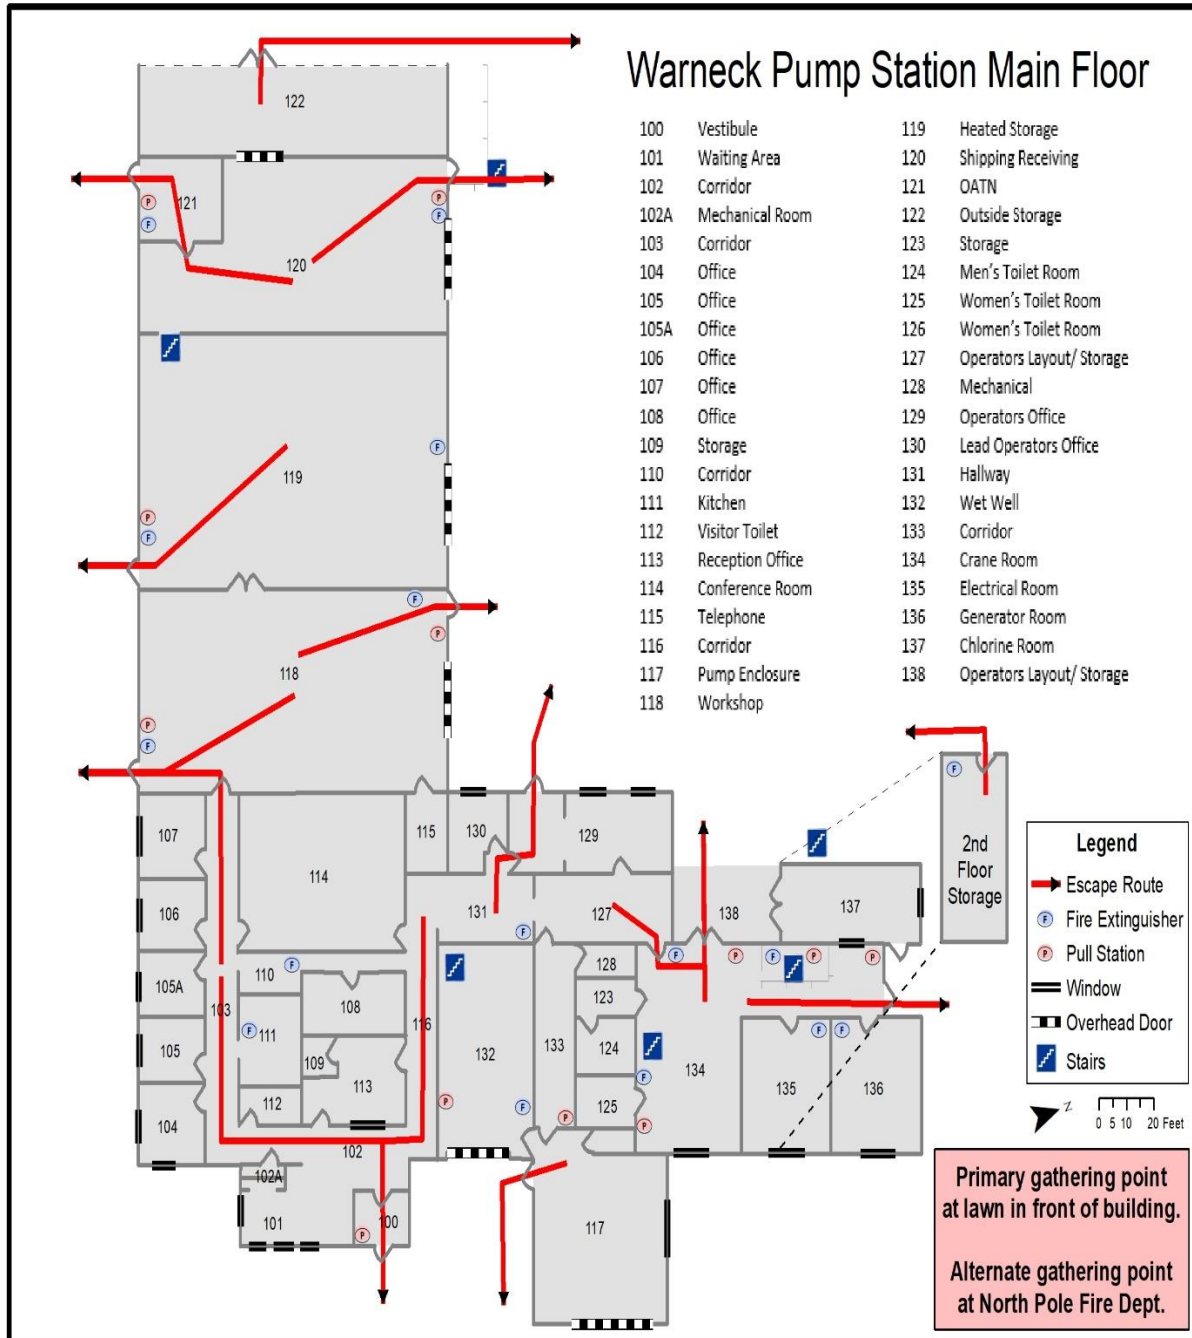 Warneck Pump Station Main Floor
100 Vestibule
101 Waiting Area
102 Corridor
102A Mechanical Room
103 Corridor
104 Office
105 Office
105A Office
106 Office
107 Office
108 Office
109 Storage
110 Corridor
111 Kitchen
112 Visitor Toilet
113 Reception Office
114 Conference Room
115 Telephone
116 Corridor
117 Pump Enclosure
118 Workshop
119 Heated Storage
120 Shipping Receiving
121 OATN
122 Outside Storage
123 Storage
124 Men's Toilet Room
125 Women's Toilet Room
126 Women's Toilet Room
127 Operators Layout/ Storage
128 Mechanical
129 Operators Office
130 Lead Operators Office
131 Hallway
132 Wet Well
133 Corridor
134 Crane Room
135 Electrical Room
136 Generator Room
137 Chlorine Room
138 Operators Layout/ Storage
122
P
P
121
F
F
120
F
119
P
F
F
P
118
P
F
107
114
115
130
129
106
131
127
138
137
F
F
P
F
P
P
105A
103
110
F
108
116
128
123
F
111
105
109
113
132
133
124
134
F
F
135
136
112
P
F
P
125
F
P
104
102
102A
101
P
100
117
F
2nd
Floor
Storage
Legend
Escape Route
F Fire Extinguisher
P Pull Station
Window
Overhead Door
Stairs
Z
0 5 10 20 Feet
Primary gathering point
at lawn in front of building.
Alternate gathering point
at North Pole Fire Dept.